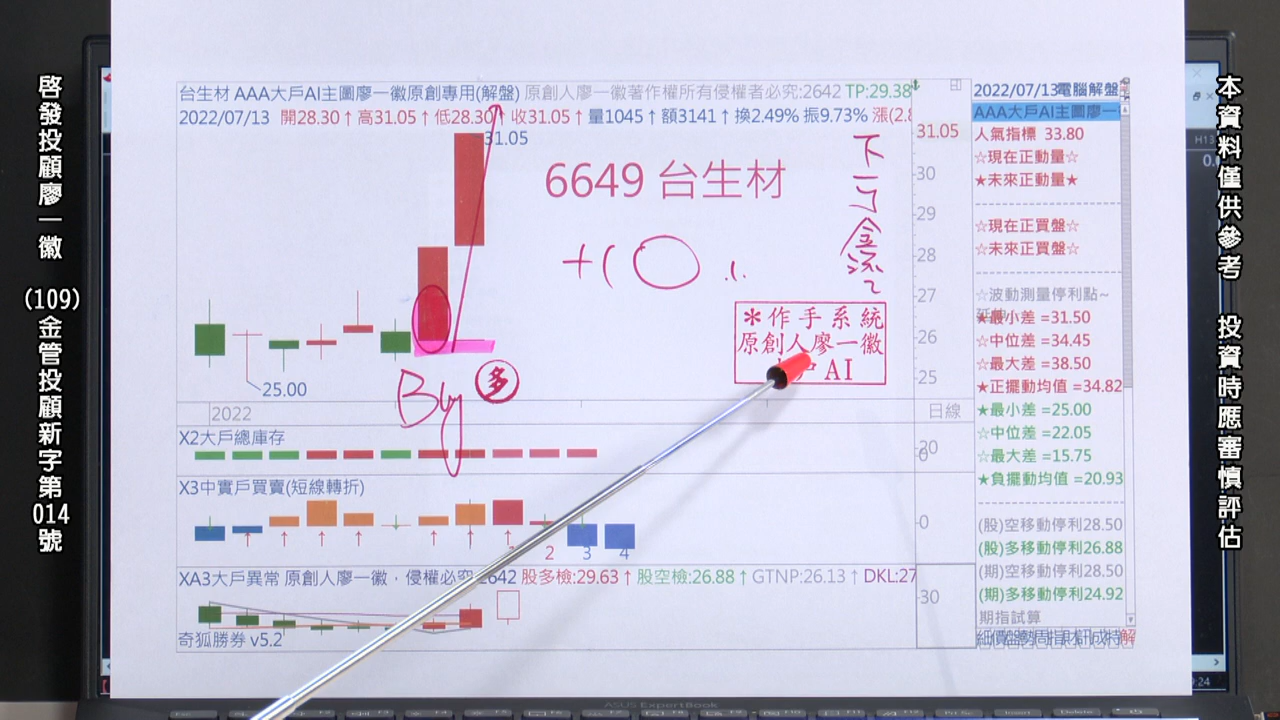 啓發投顧廖一徽
(109)金管投顧新字第014號
台生材 AAA大戶AI主圖廖一徽原創專用(解盤) 原創人廖一徽著作權所有侵權者必究:2642 TP:29.38
2022/07/13 開28.30↑ 高31.05↑ 低28.30↑ 收31.05↑ 量1045↑ 額3141↑ 換2.49% 振9.73% 漲(2.8
31.05
6649 台生材
Buy 多
25.00
2022
＊作手系統
原創人廖一徽
AI
31.05
30
29
28
27
26
25
日線
X2大戶總庫存
X3中實戶買賣(短線轉折)
0
2 3 4
XA3大戶異常 原創人廖一徽，侵權必究 2642 股多檢:29.63↑ 股空檢:26.88↑ GTNP:26.13↑ DKL:27
30
奇狐勝券 v5.2
2022/07/13電腦解盤
AAA大戶AI主圖廖一
人氣指標 33.80
☆現在正動量☆
★未來正動量★
☆現在正買盤☆
☆未來正買盤☆
☆波動測量停利點~
★最小差 =31.50
☆中位差 =34.45
☆最大差 =38.50
★正擺動均值 =34.82
★最小差 =25.00
☆中位差 =22.05
☆最大差 =15.75
★負擺動均值 =20.93
(股)空移動停利28.50
(股)多移動停利26.88
(期)空移動停利28.50
(期)多移動停利24.92
期指試算
ASUS ExpertBook
本資料僅供參考 投資時應審慎評估